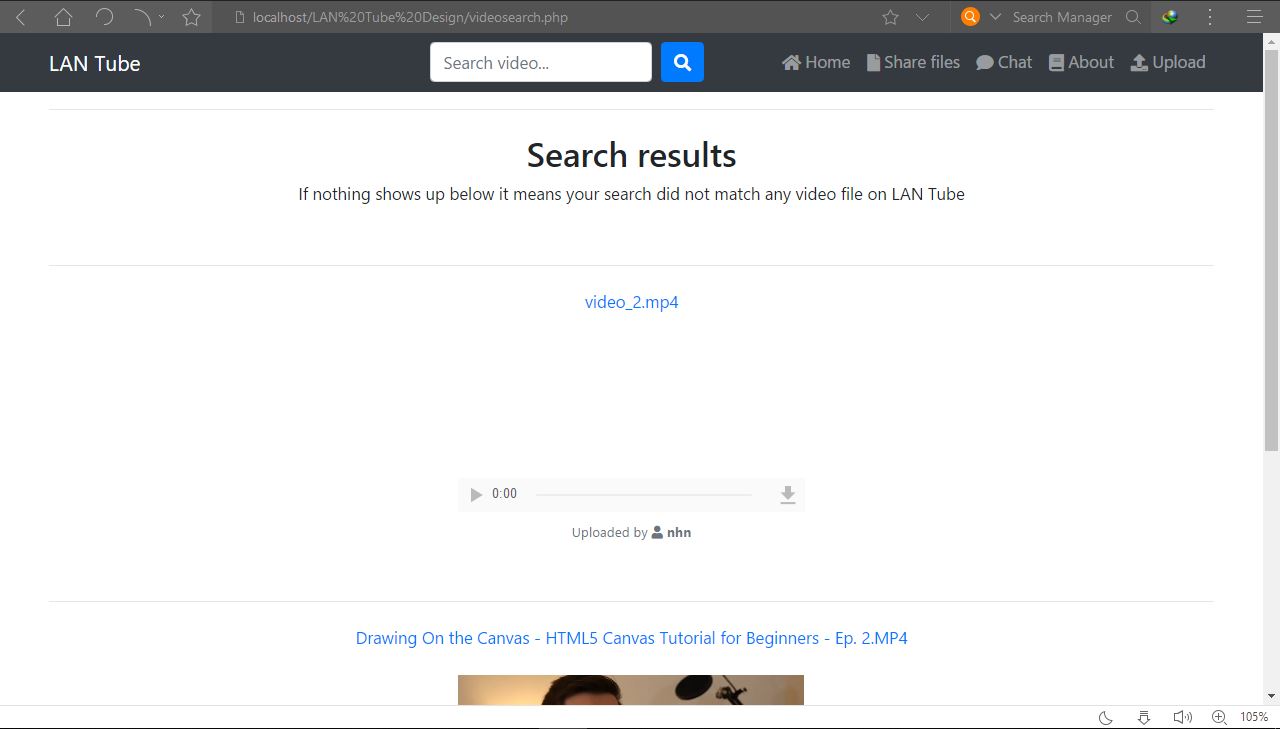 localhost/LAN%20Tube%20Design/videosearch.php
Search Manager
LAN Tube
Search video...
Home Share files Chat About Upload
Search results
If nothing shows up below it means your search did not match any video file on LAN Tube
video_2.mp4
0:00
Uploaded by nhn
Drawing On the Canvas - HTML5 Canvas Tutorial for Beginners - Ep. 2.MP4
105%